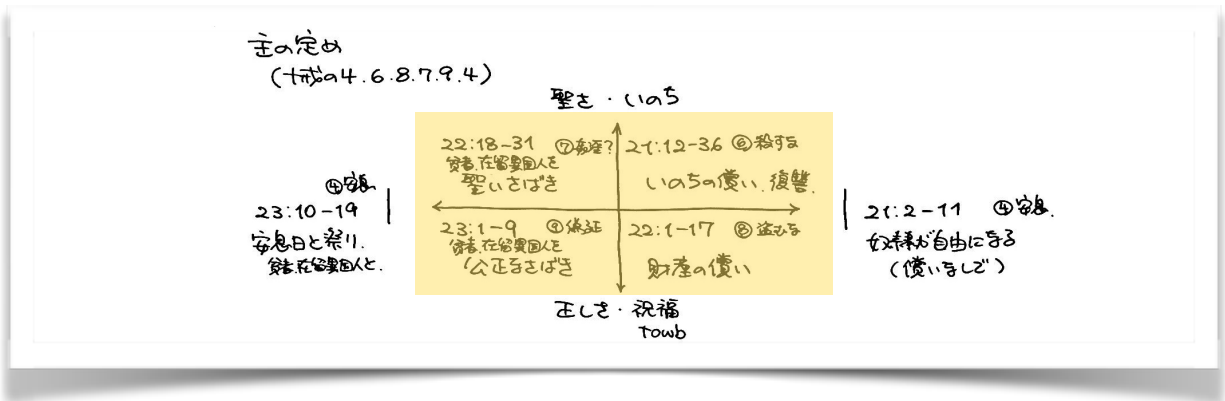 主の定め
(十戒の4.6.8.7.9.4)
聖さ・いのち
22:18-31 ⑦姦淫?
貧者、在留異国人を
聖いさばき
21:12-36 ⑥殺すな
いのちの償い、復讐.
④安息
23:10-19
安息日と祭り.
貧者、在留異国人と.
23:1-9 ⑨偽証
貧者、在留異国人を
公正なさばき
22:1-17 ⑧盗むな
財産の償い
21:2-11 ④安息.
奴隷が自由になる
(償いなしで)
正しさ・祝福
towb